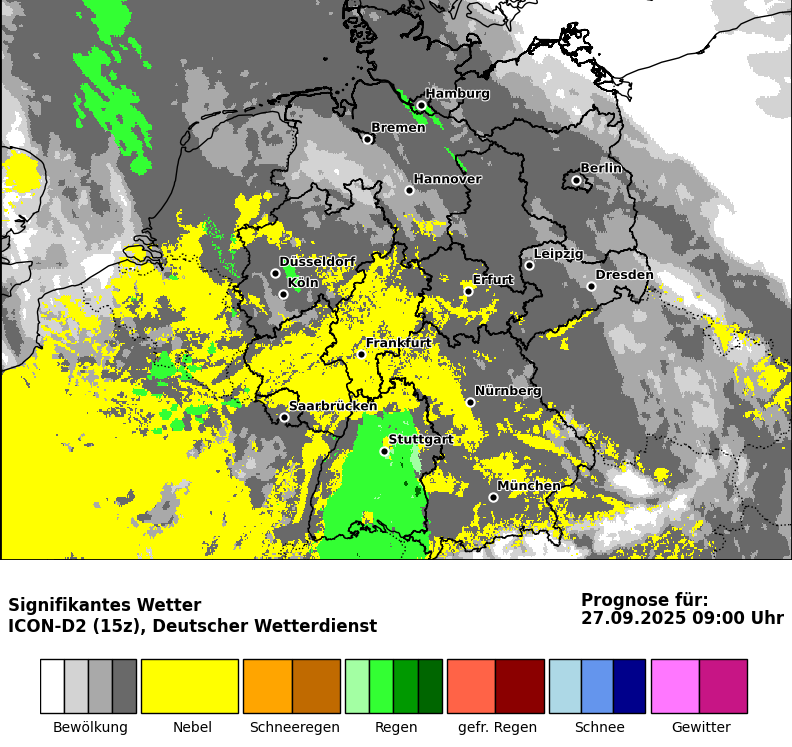 Hamburg
Bremen
Berlin
Hannover
Leipzig
Düsseldorf
Dresden
Erfurt
Köln
Frankfurt
Nürnberg
Saarbrücken
Stuttgart
München
Signifikantes Wetter
ICON-D2 (15z), Deutscher Wetterdienst
Prognose für:
27.09.2025 09:00 Uhr
Bewölkung Nebel Schneeregen Regen gefr. Regen Schnee Gewitter